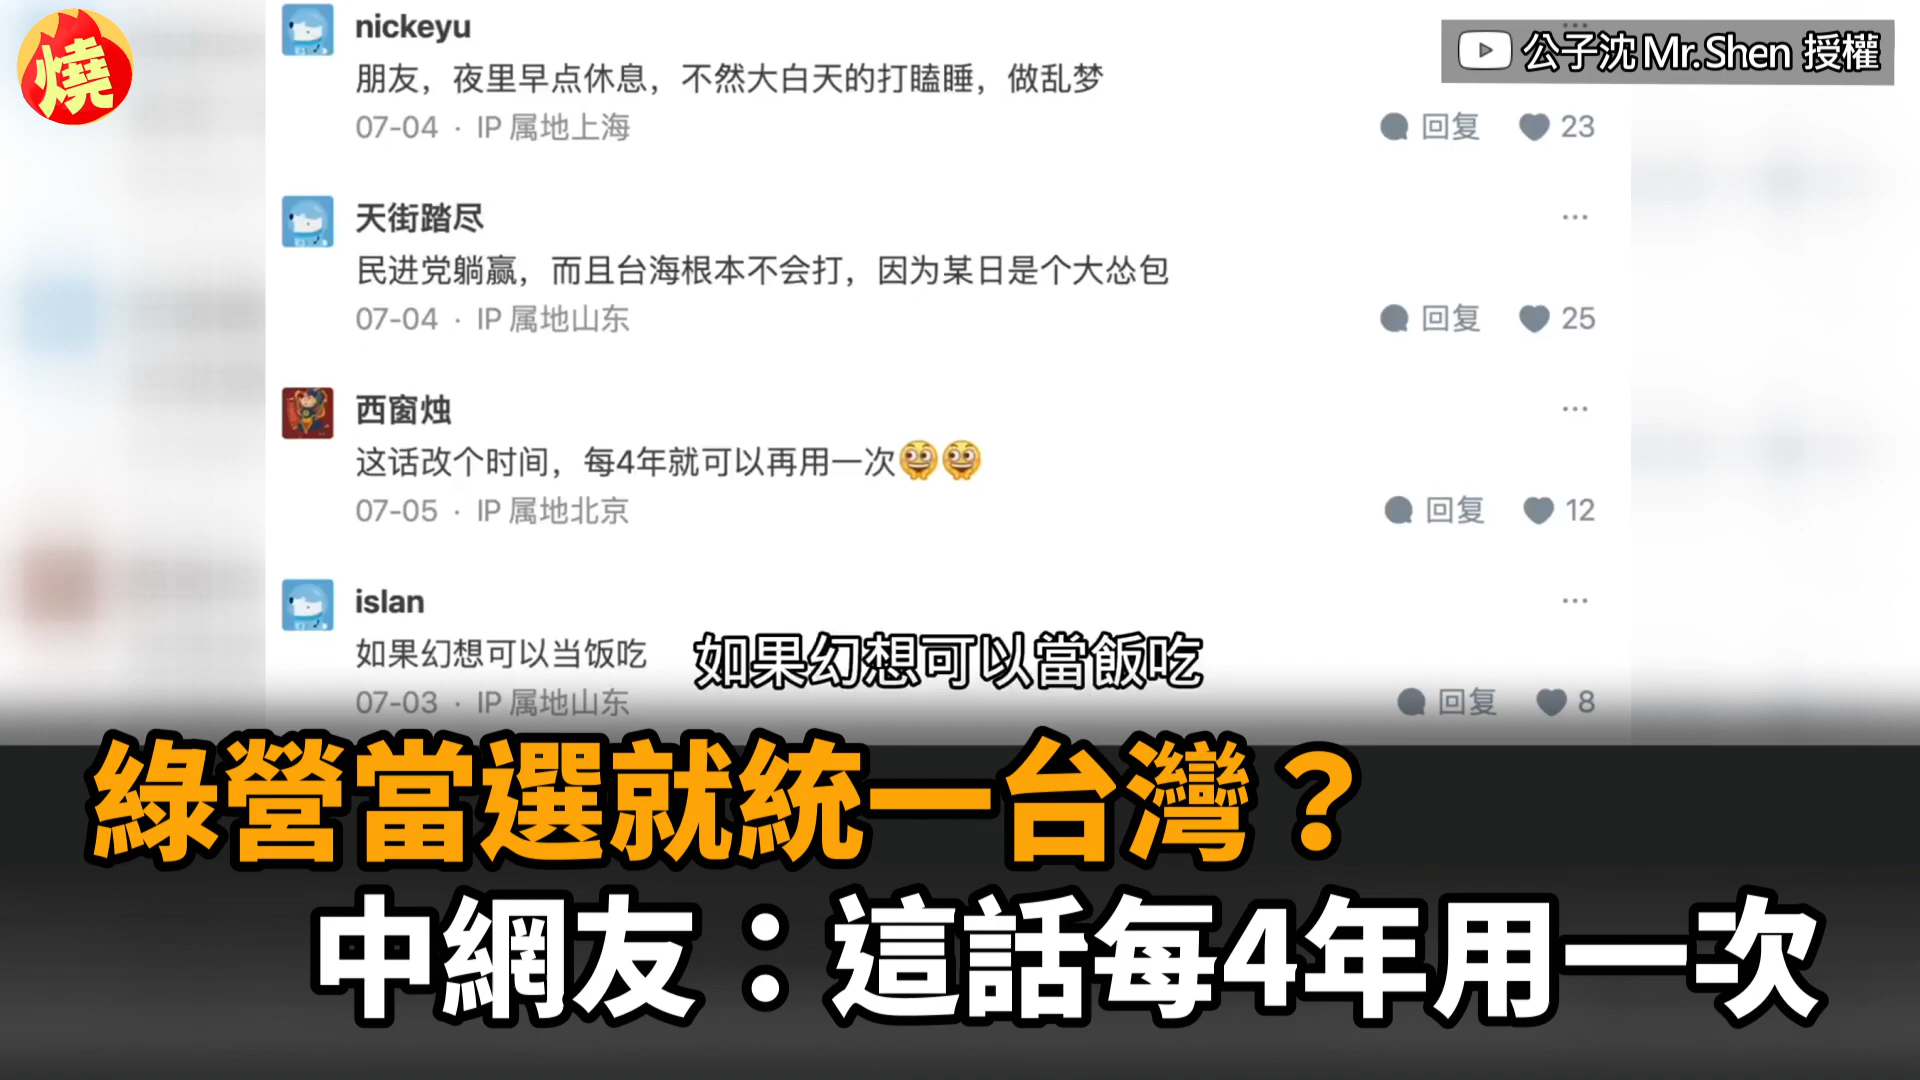 燒
公子沈Mr.Shen 授權
nickeyu
朋友，夜里早点休息，不然大白天的打瞌睡，做乱梦
07-04 · IP 属地上海
回复 23
天街踏尽
民进党躺赢，而且台海根本不会打，因为某日是个大怂包
07-04 · IP 属地山东
回复 25
西窗烛
这话改个时间，每4年就可以再用一次
07-05 · IP 属地北京
回复 12
islan
如果幻想可以当饭吃
如果幻想可以當飯吃
07-03 · IP 属地山东
回复 8
綠營當選就統一台灣？
中網友：這話每4年用一次